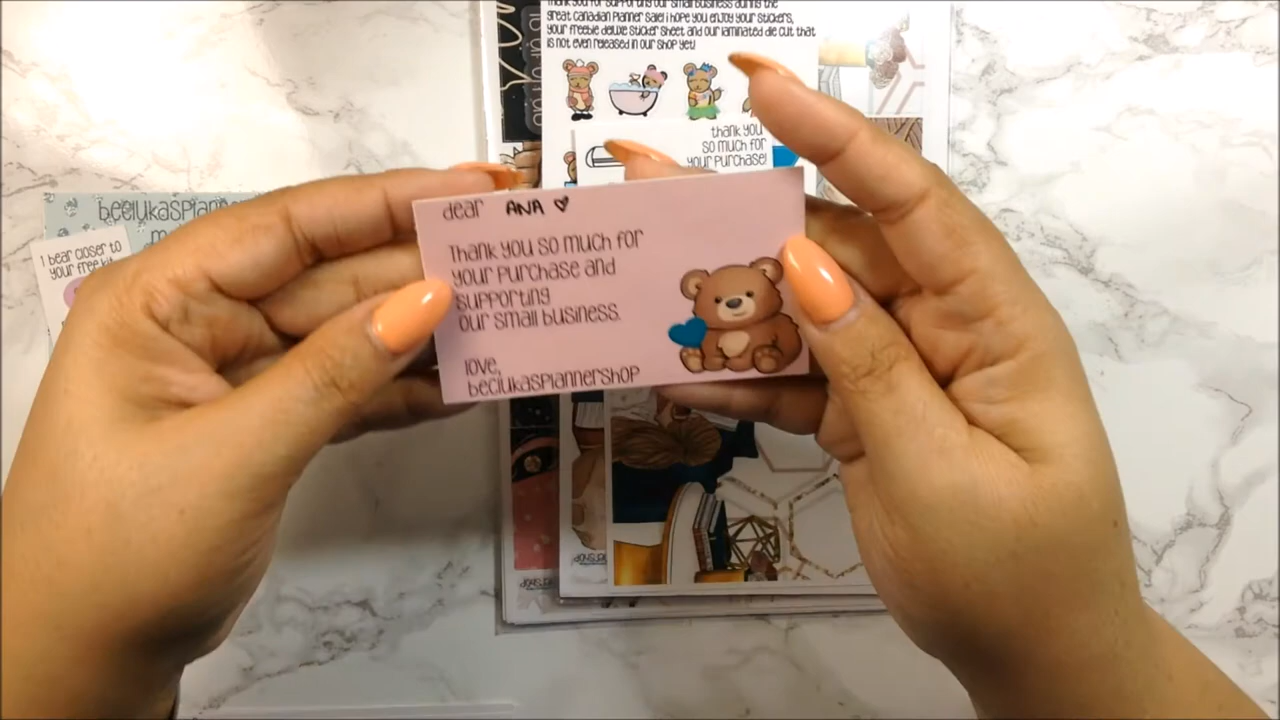 Thank you for supporting our small business during the
great Canadian Planner Sale! I hope you enjoy your stickers,
your freebie deluxe sticker sheet and our laminated die cut that
is not even released in our shop yet!
thank you
so much for
your purchase!
beciukasplanner
1 bear closer to
your free kit
dear ANA ♡
Thank you so much for
your purchase and
supporting
our small business.
love,
beciukasplannershop